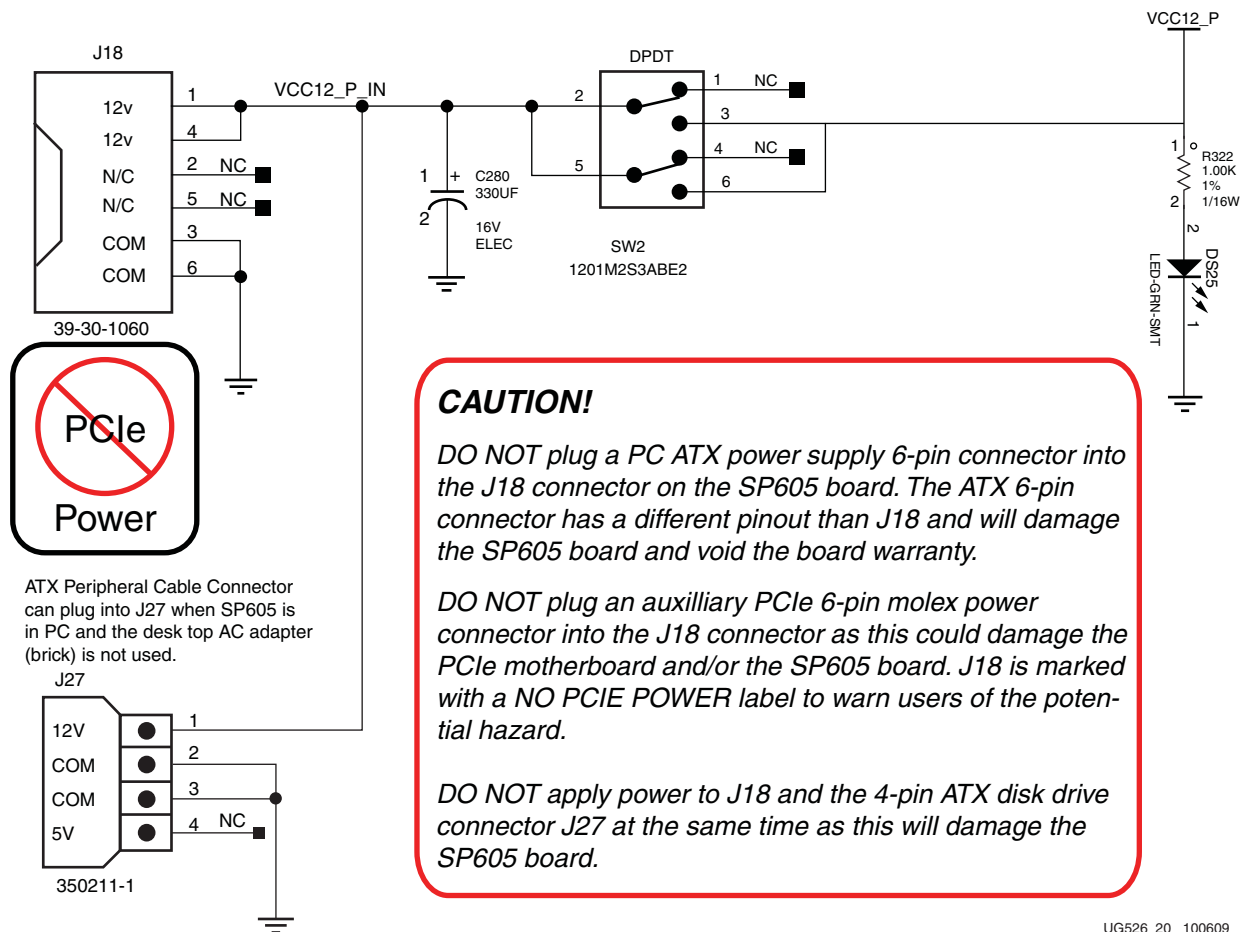 VCC12_P
J18
DPDT
VCC12_P_IN
12v 1
12v 4
N/C 2 NC
N/C 5 NC
COM 3
COM 6
39-30-1060
1 + C280
330UF
2 16V
ELEC
2 1 NC
3
5 4 NC
6
SW2
1201M2S3ABE2
1 R322
1.00K
1%
2 1/16W
2
DS25
LED-GRN-SMT
1
PCIe
Power
CAUTION!
DO NOT plug a PC ATX power supply 6-pin connector into
the J18 connector on the SP605 board. The ATX 6-pin
connector has a different pinout than J18 and will damage
the SP605 board and void the board warranty.
DO NOT plug an auxilliary PCIe 6-pin molex power
connector into the J18 connector as this could damage the
PCIe motherboard and/or the SP605 board. J18 is marked
with a NO PCIE POWER label to warn users of the poten-
tial hazard.
DO NOT apply power to J18 and the 4-pin ATX disk drive
connector J27 at the same time as this will damage the
SP605 board.
ATX Peripheral Cable Connector
can plug into J27 when SP605 is
in PC and the desk top AC adapter
(brick) is not used.
J27
12V 1
COM 2
COM 3
5V 4 NC
350211-1
UG526_20_100609